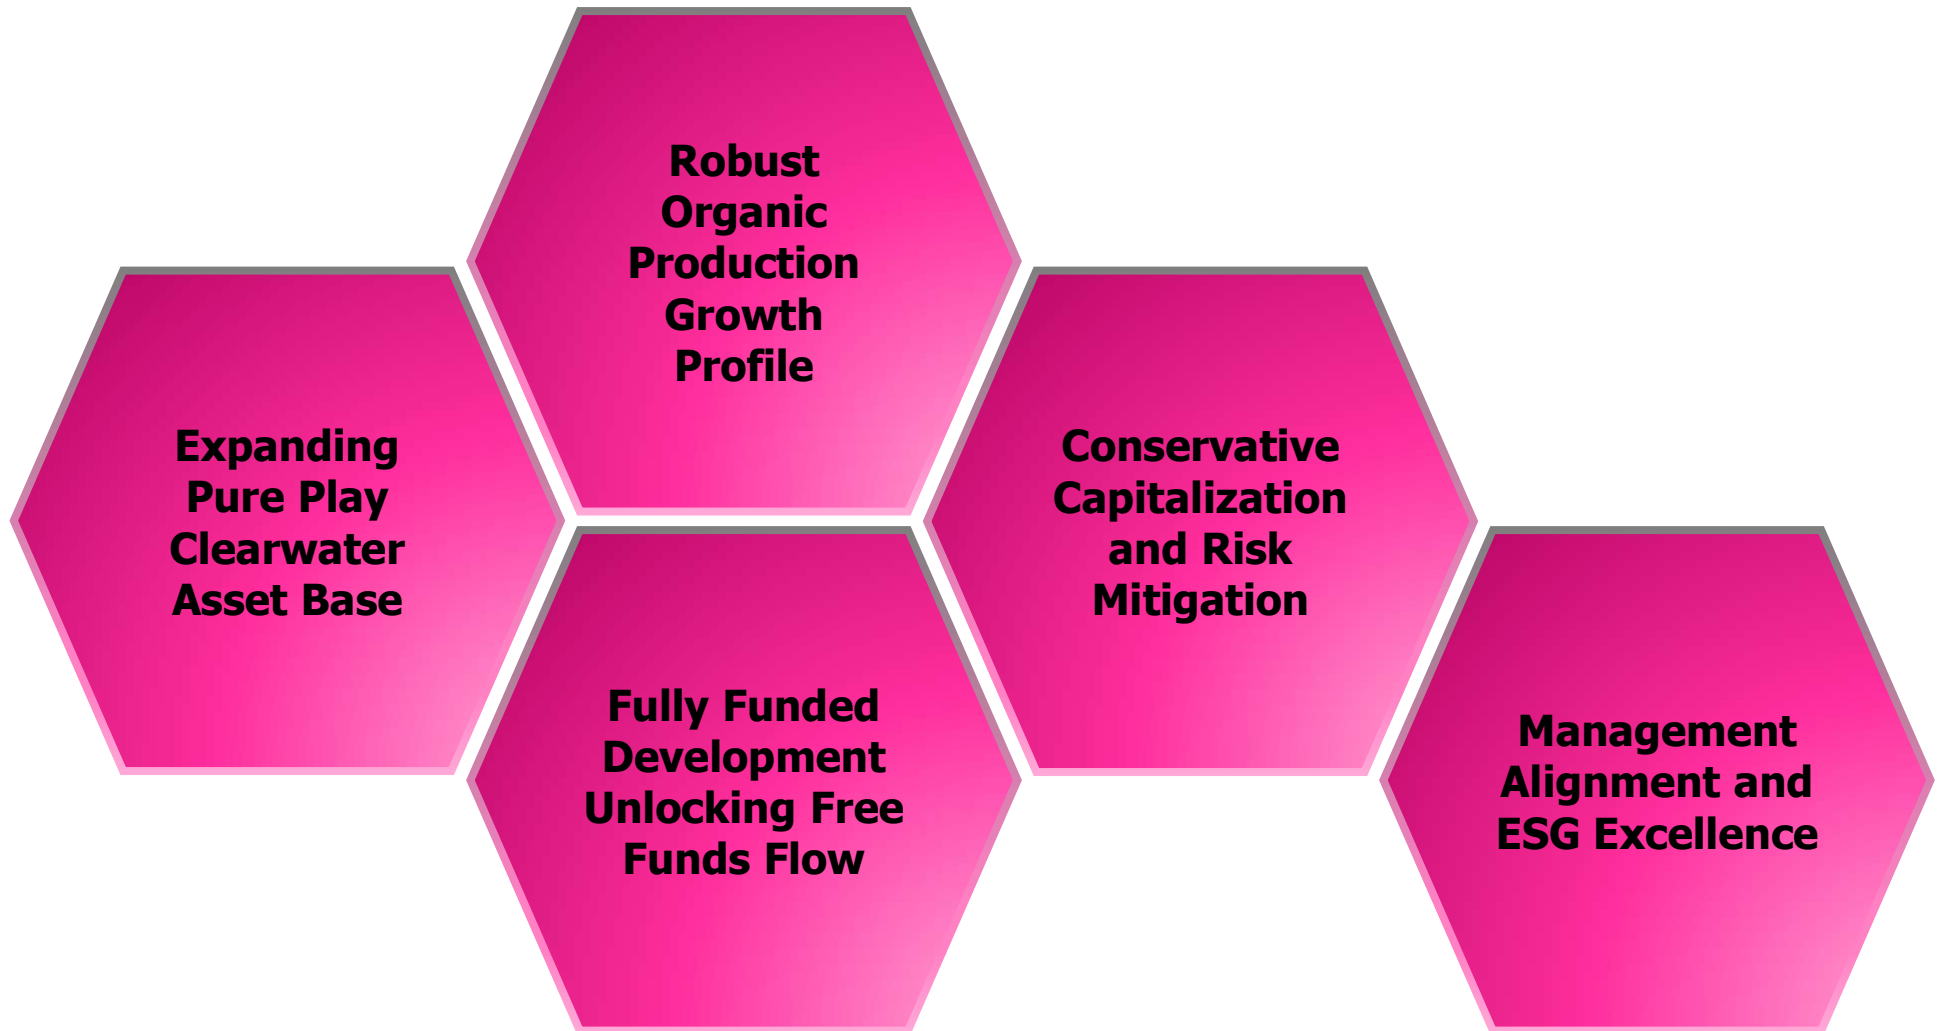 Robust
Organic
Production
Growth
Profile
Expanding
Pure Play
Clearwater
Asset Base
Conservative
Capitalization
and Risk
Mitigation
Fully Funded
Development
Unlocking Free
Funds Flow
Management
Alignment and
ESG Excellence